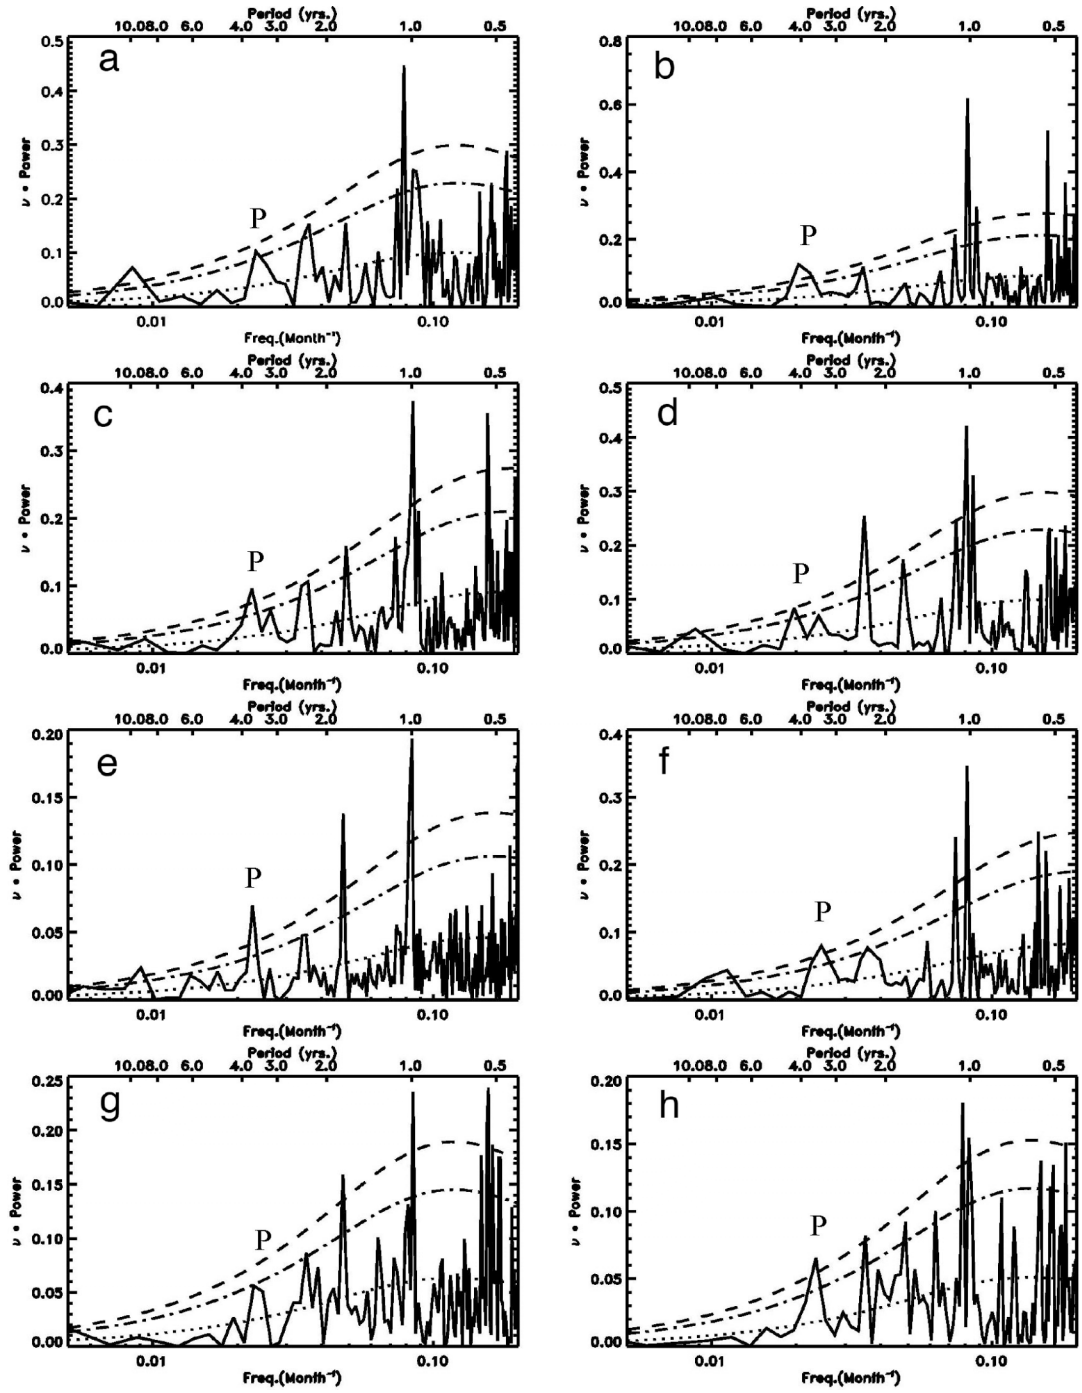 Period (yrs.) Period (yrs.)
10.08.0 6.0 4.0 3.0 2.0 1.0 0.5 10.08.0 6.0 4.0 3.0 2.0 1.0 0.5
0.5 a 0.8 b
0.4 0.6
0.3 0.4
ν • Power ν • Power
0.2 P 0.2 P
0.1
0.0 0.0
0.01 0.10 0.01 0.10
Freq.(Month⁻¹) Freq.(Month⁻¹)
Period (yrs.) Period (yrs.)
10.08.0 6.0 4.0 3.0 2.0 1.0 0.5 10.08.0 6.0 4.0 3.0 2.0 1.0 0.5
0.4 c 0.5 d
0.3 0.4
ν • Power ν • Power
0.2 0.3
0.2
0.1 P 0.1 P
0.0 0.0
0.01 0.10 0.01 0.10
Freq.(Month⁻¹) Freq.(Month⁻¹)
Period (yrs.) Period (yrs.)
10.08.0 6.0 4.0 3.0 2.0 1.0 0.5 10.08.0 6.0 4.0 3.0 2.0 1.0 0.5
0.20 e 0.4 f
0.15 0.3
ν • Power ν • Power
0.10 P 0.2 P
0.05 0.1
0.00 0.0
0.01 0.10 0.01 0.10
Freq.(Month⁻¹) Freq.(Month⁻¹)
Period (yrs.) Period (yrs.)
10.08.0 6.0 4.0 3.0 2.0 1.0 0.5 10.08.0 6.0 4.0 3.0 2.0 1.0 0.5
0.25 g 0.20 h
0.20 0.15
0.15
ν • Power ν • Power
0.10 P 0.10 P
0.05 0.05
0.00 0.00
0.01 0.10 0.01 0.10
Freq.(Month⁻¹) Freq.(Month⁻¹)